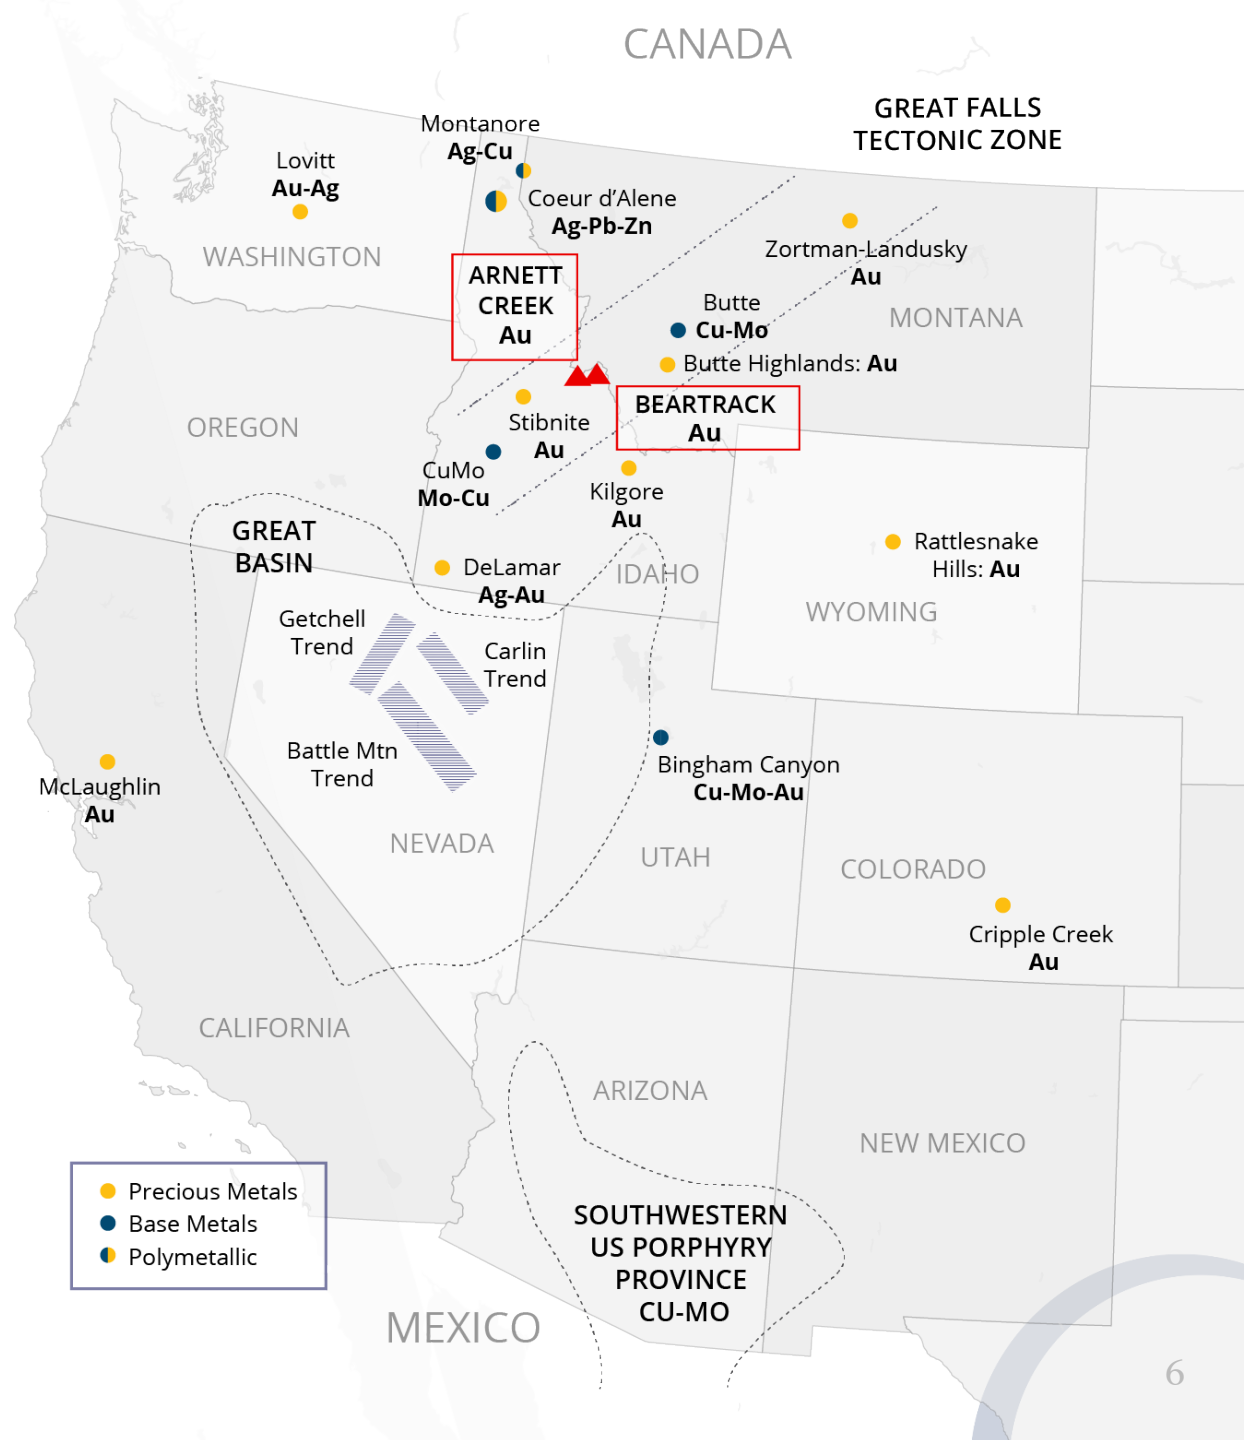 CANADA
GREAT FALLS
TECTONIC ZONE
Montanore
Ag-Cu
Lovitt
Au-Ag
Coeur d’Alene
Ag-Pb-Zn
WASHINGTON
Zortman-Landusky
Au
ARNETT
CREEK
Au
Butte
Cu-Mo
MONTANA
Butte Highlands: Au
BEARTRACK
Au
OREGON
Stibnite
Au
CuMo
Mo-Cu
Kilgore
Au
GREAT
BASIN
Rattlesnake
Hills: Au
DeLamar
Ag-Au
IDAHO
WYOMING
Getchell
Trend
Carlin
Trend
Battle Mtn
Trend
McLaughlin
Au
Bingham Canyon
Cu-Mo-Au
NEVADA
UTAH
COLORADO
Cripple Creek
Au
CALIFORNIA
ARIZONA
NEW MEXICO
Precious Metals
Base Metals
Polymetallic
SOUTHWESTERN
US PORPHYRY
PROVINCE
CU-MO
MEXICO
6